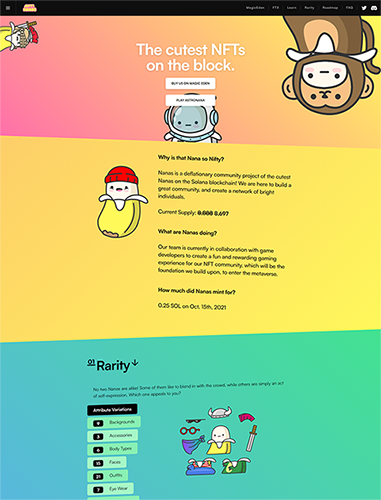 MagicEden
FTX
Learn
Rarity
Roadmap
FAQ
The cutest NFTs
on the block.
BUY US ON MAGIC EDEN
PLAY ASTRONANA
Why is that Nana so Nifty?
Nanas is a deflationary community project of the cutest
Nanas on the Solana blockchain! We are here to build a
great community, and create a network of bright
individuals.
Current Supply: 8,888 8,697
What are Nanas doing?
Our team is currently in collaboration with game
developers to create a fun and rewarding gaming
experience for our NFT community, which will be the
foundation we build upon, to enter the metaverse.
How much did Nanas mint for?
0.25 SOL on Oct. 15th, 2021
01 Rarity
No two Nanas are alike! Some of them like to blend in with the crowd, while others are simply an act
of self-expression. Which one appeals to you?
Attribute Variations
9 Backgrounds
3 Accessories
6 Body Types
10 Faces
21 Outfits
7 Eye Wear